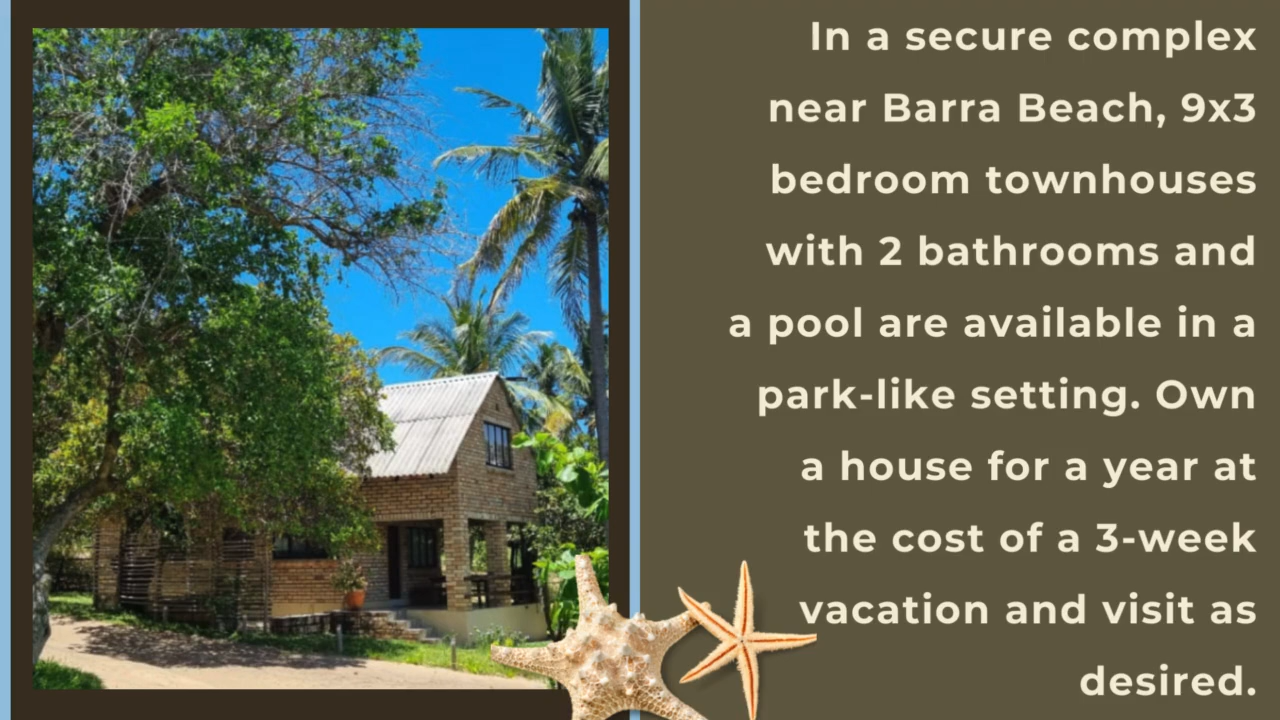 In a secure complex
near Barra Beach, 9x3
bedroom townhouses
with 2 bathrooms and
a pool are available in a
park-like setting. Own
a house for a year at
the cost of a 3-week
vacation and visit as
desired.